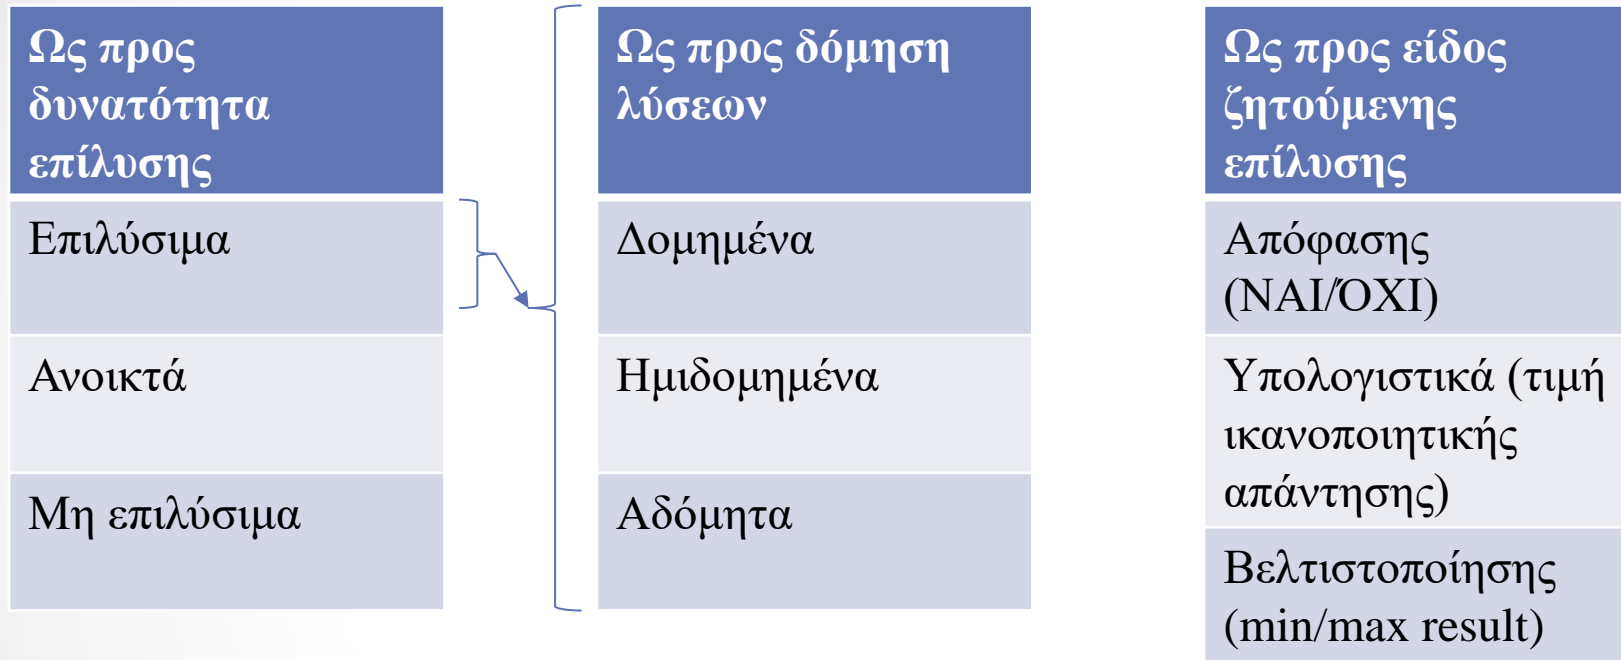 Ως προς
δυνατότητα
επίλυσης
Επιλύσιμα
Ανοικτά
Μη επιλύσιμα
Ως προς δόμηση
λύσεων
Δομημένα
Ημιδομημένα
Αδόμητα
Ως προς είδος
ζητούμενης
επίλυσης
Απόφασης
(ΝΑΙ/ΌΧΙ)
Υπολογιστικά (τιμή
ικανοποιητικής
απάντησης)
Βελτιστοποίησης
(min/max result)